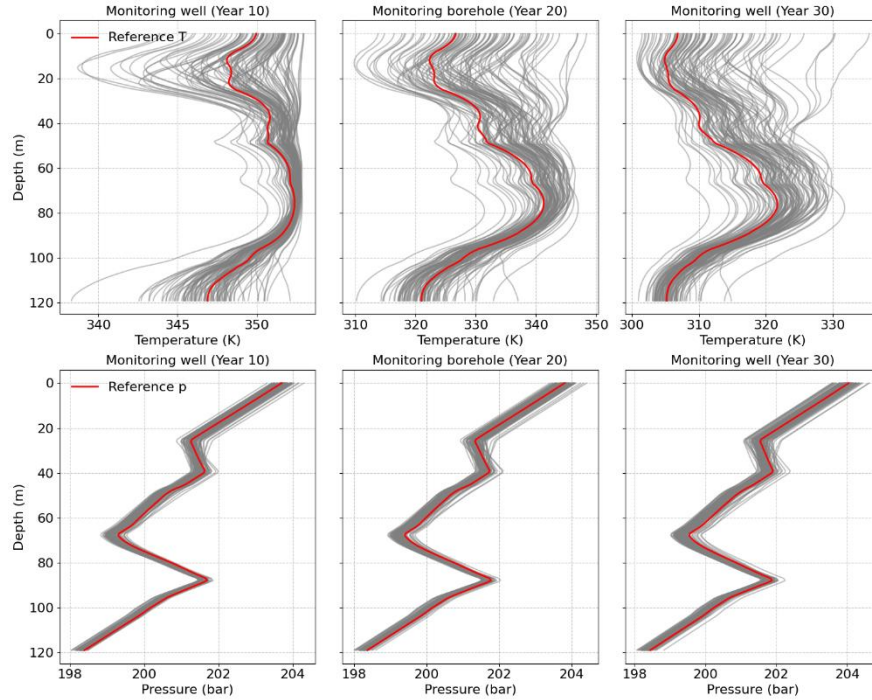 Monitoring well (Year 10)
Monitoring borehole (Year 20)
Monitoring well (Year 30)
0
20
40
60
80
100
120
Depth (m)
Reference T
340
345
350
310
320
330
340
350
300
310
320
330
Temperature (K)
Temperature (K)
Temperature (K)
Monitoring well (Year 10)
Monitoring borehole (Year 20)
Monitoring well (Year 30)
0
20
40
60
80
100
120
Depth (m)
Reference p
198
200
202
204
198
200
202
204
198
200
202
204
Pressure (bar)
Pressure (bar)
Pressure (bar)